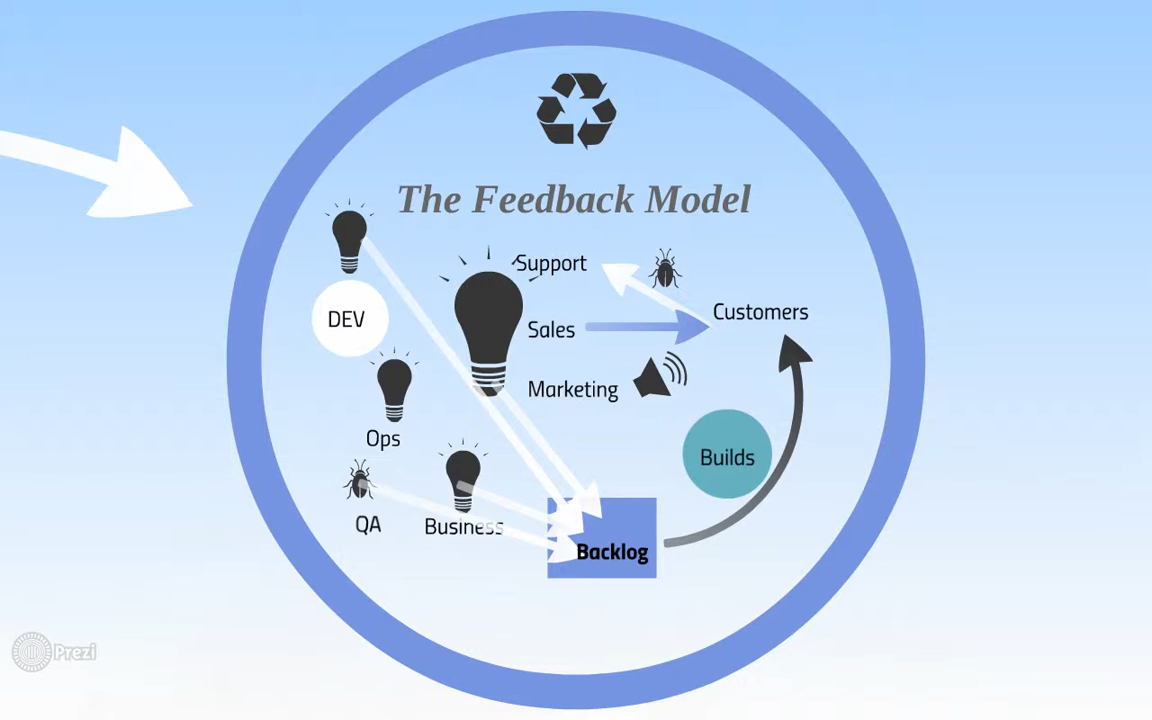 The Feedback Model
Support
Customers
DEV
Sales
Marketing
Ops
Builds
QA
Business
Backlog
Prezi